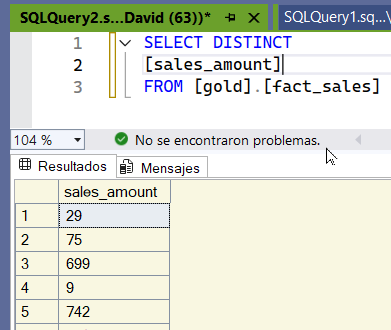 SQLQuery2.s...David (63))*
SQLQuery1.sq...
1 SELECT DISTINCT
2 [sales_amount]
3 FROM [gold].[fact_sales]
104 %
No se encontraron problemas.
Resultados Mensajes
sales_amount
1 29
2 75
3 699
4 9
5 742